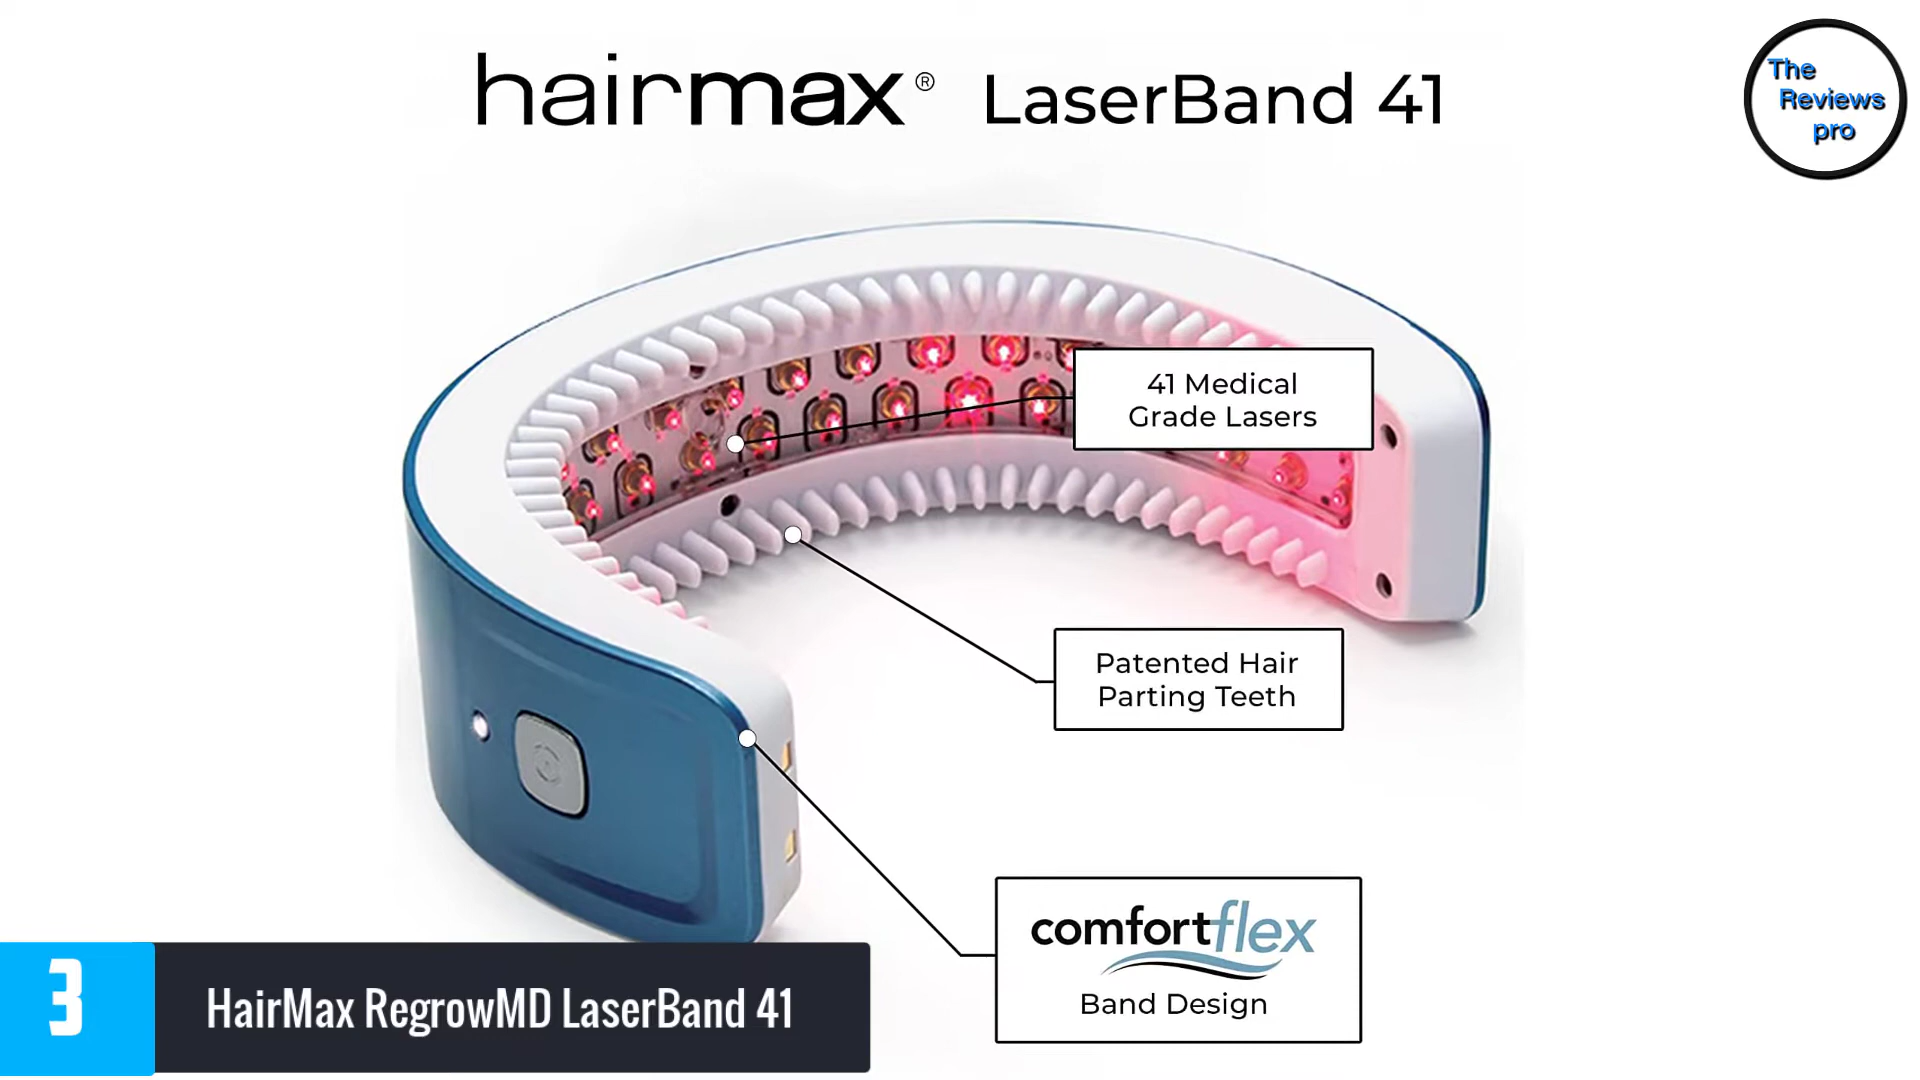 hairmax® LaserBand 41
The
Reviews
pro
41 Medical
Grade Lasers
Patented Hair
Parting Teeth
comfortflex
Band Design
3
HairMax RegrowMD LaserBand 41